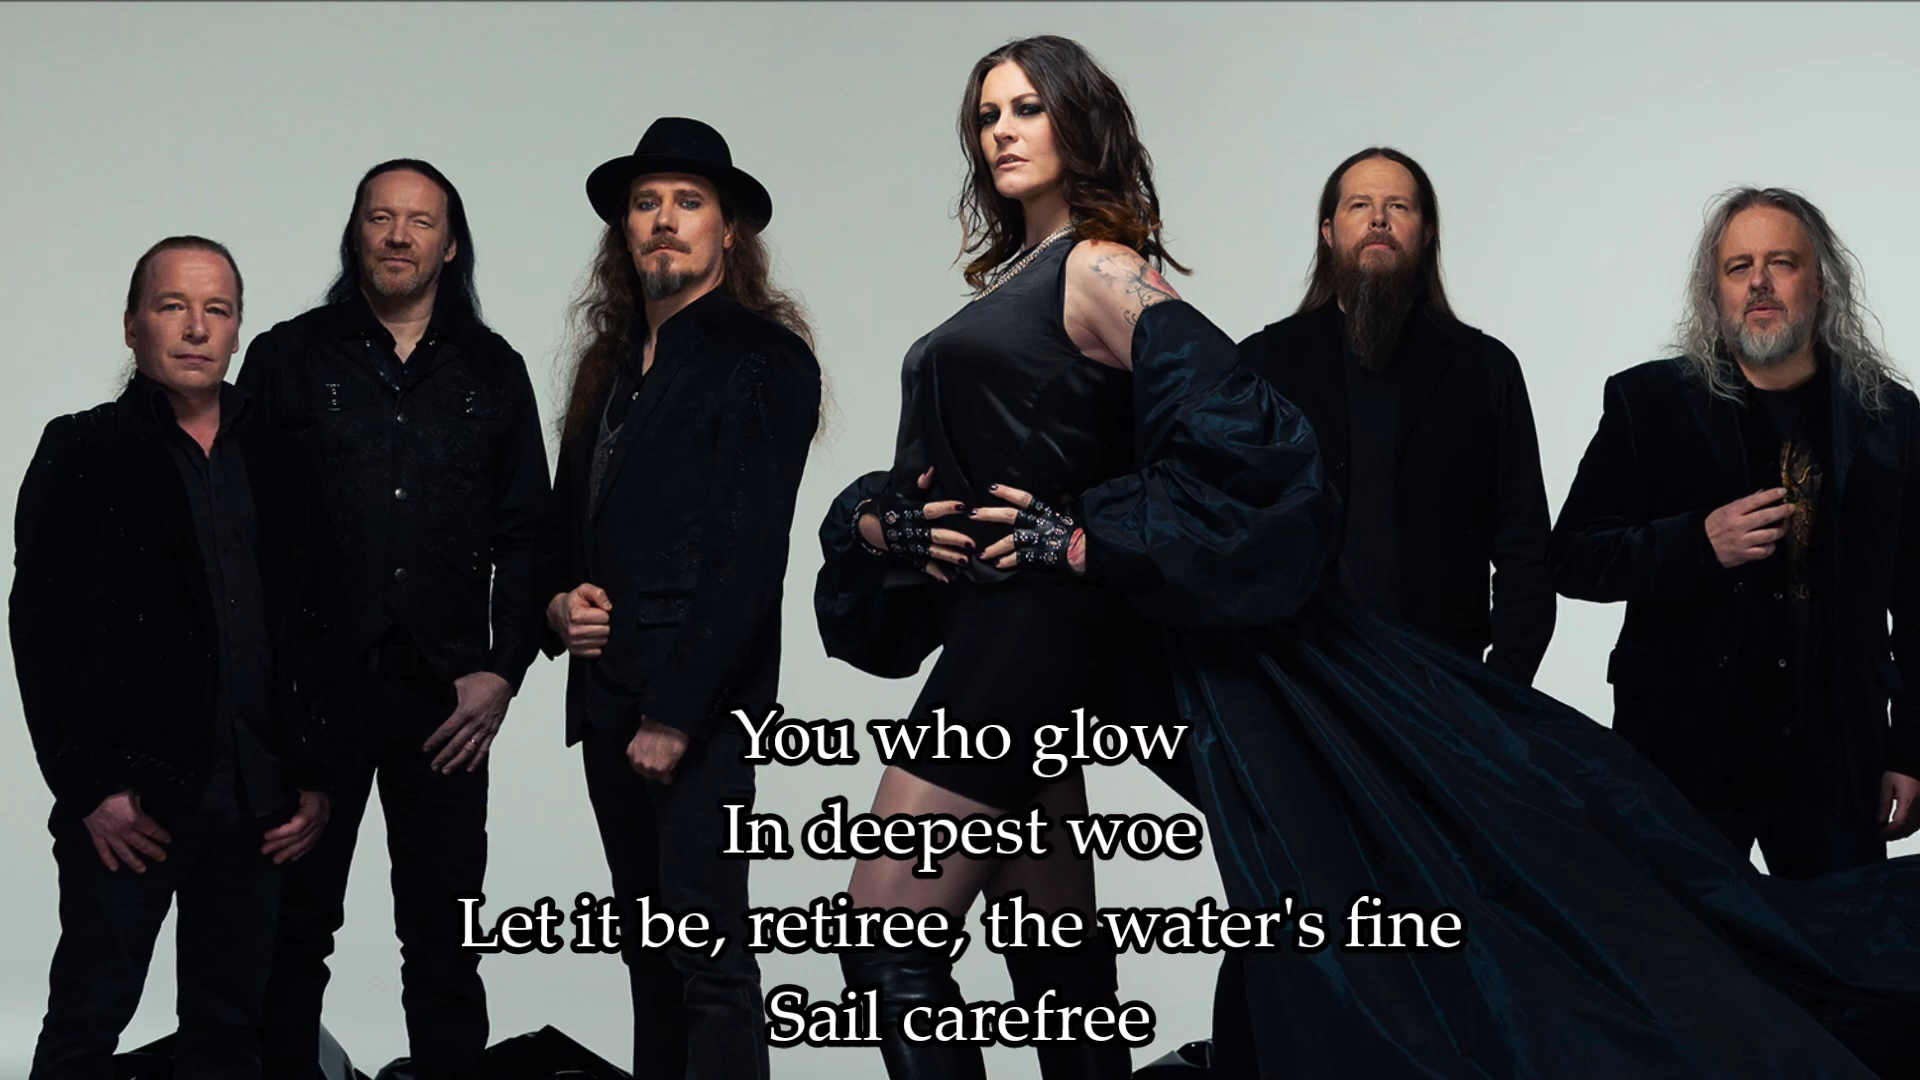 You who glow
In deepest woe
Let it be, retiree, the water's fine
Sail carefree